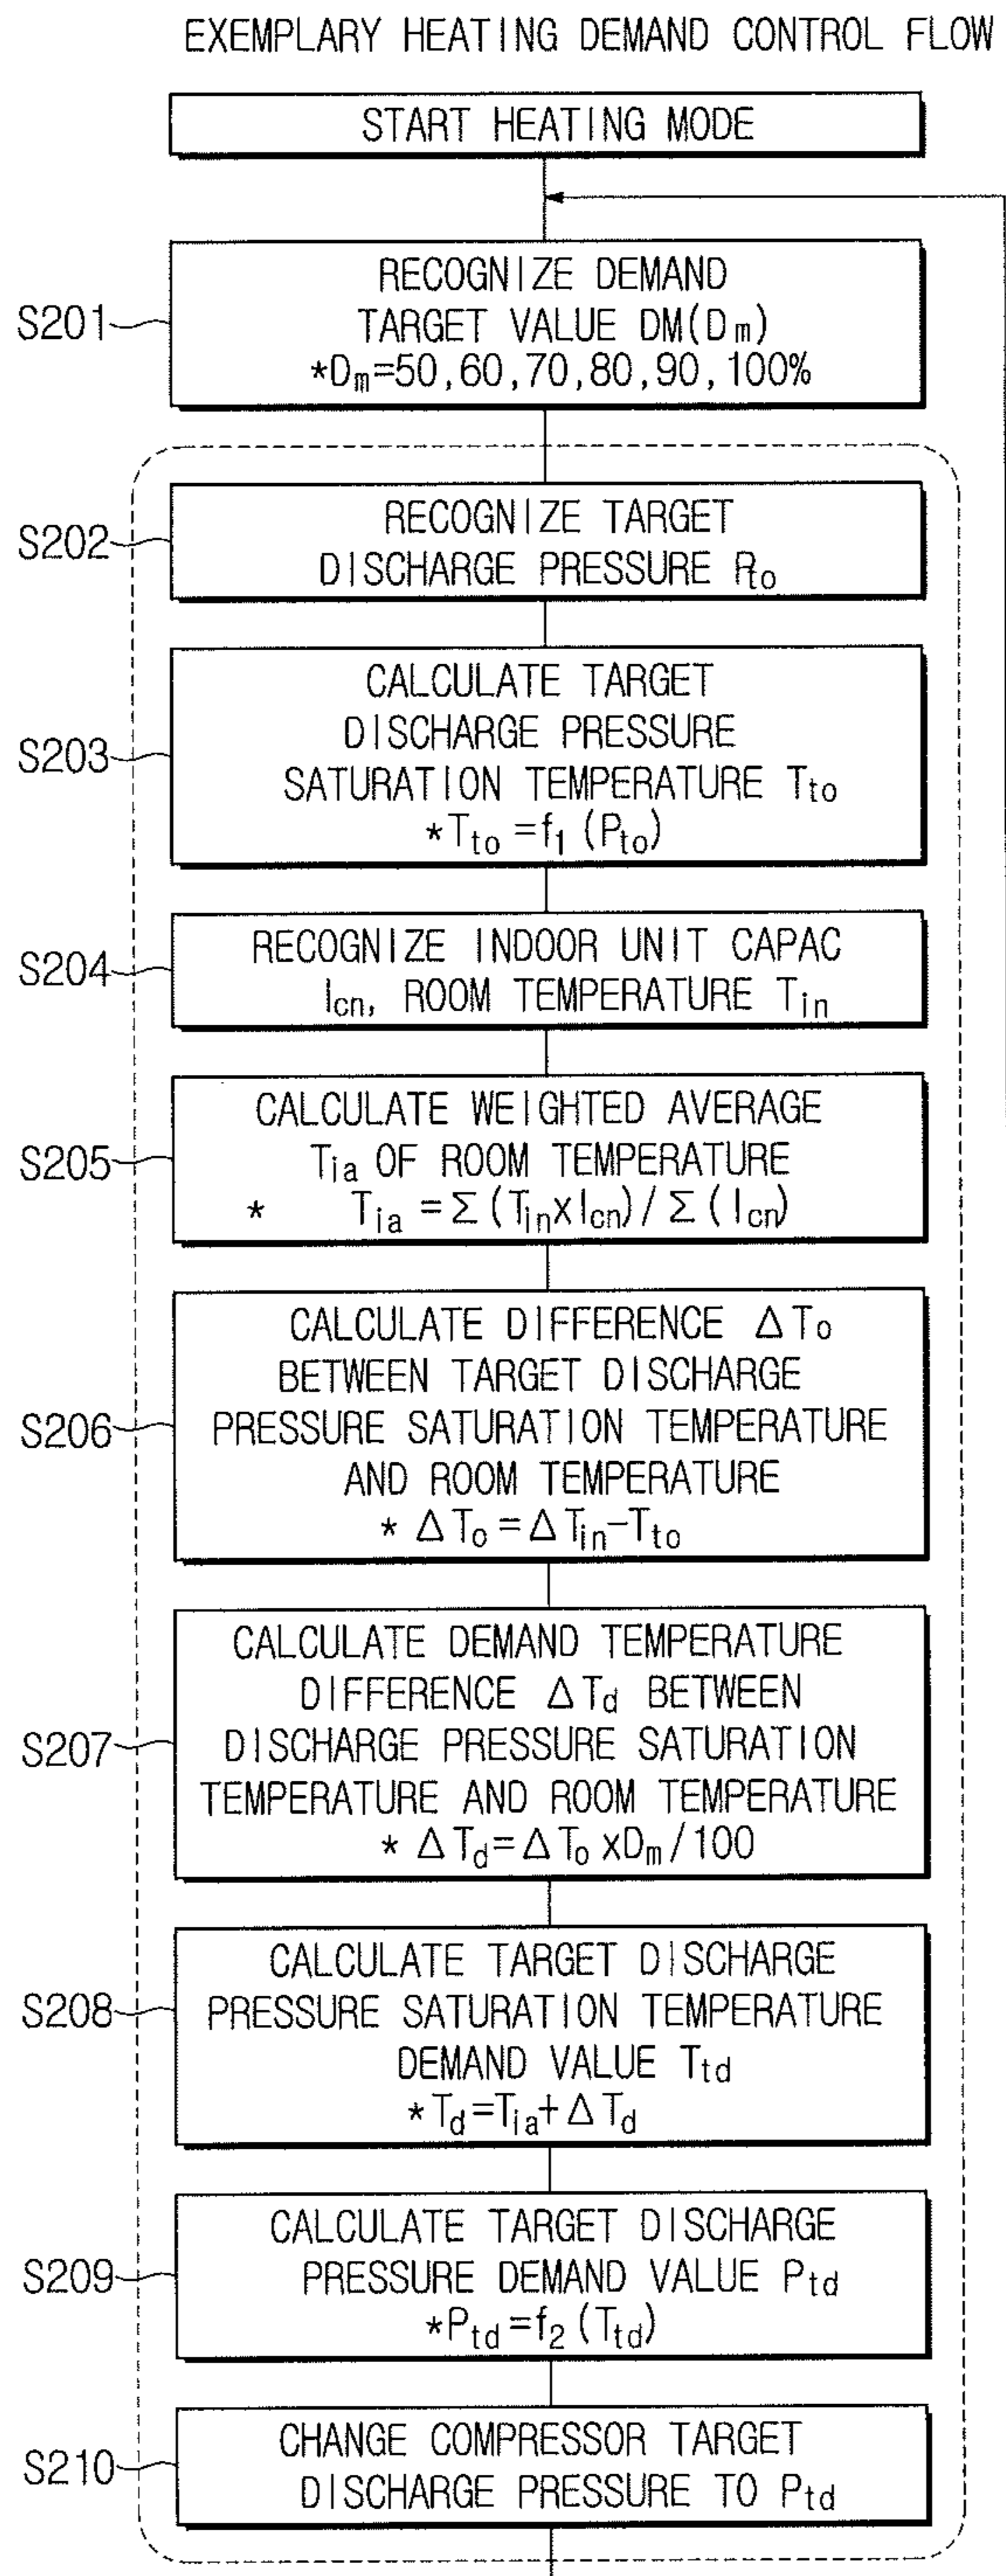 EXEMPLARY HEATING DEMAND CONTROL FLOW
START HEATING MODE
S201
RECOGNIZE DEMAND
TARGET VALUE DM(Dm)
*Dm=50,60,70,80,90,100%
S202
RECOGNIZE TARGET
DISCHARGE PRESSURE Pto
S203
CALCULATE TARGET
DISCHARGE PRESSURE
SATURATION TEMPERATURE Tto
*Tto=f1(Pto)
S204
RECOGNIZE INDOOR UNIT CAPAC
Icn, ROOM TEMPERATURE Tin
S205
CALCULATE WEIGHTED AVERAGE
Tia OF ROOM TEMPERATURE
* Tia=Σ(Tin×Icn)/Σ(Icn)
S206
CALCULATE DIFFERENCE ΔTo
BETWEEN TARGET DISCHARGE
PRESSURE SATURATION TEMPERATURE
AND ROOM TEMPERATURE
* ΔTo=ΔTin-Tto
S207
CALCULATE DEMAND TEMPERATURE
DIFFERENCE ΔTd BETWEEN
DISCHARGE PRESSURE SATURATION
TEMPERATURE AND ROOM TEMPERATURE
* ΔTd=ΔTo×Dm/100
S208
CALCULATE TARGET DISCHARGE
PRESSURE SATURATION TEMPERATURE
DEMAND VALUE Ttd
*Td=Tia+ΔTd
S209
CALCULATE TARGET DISCHARGE
PRESSURE DEMAND VALUE Ptd
*Ptd=f2(Ttd)
S210
CHANGE COMPRESSOR TARGET
DISCHARGE PRESSURE TO Ptd